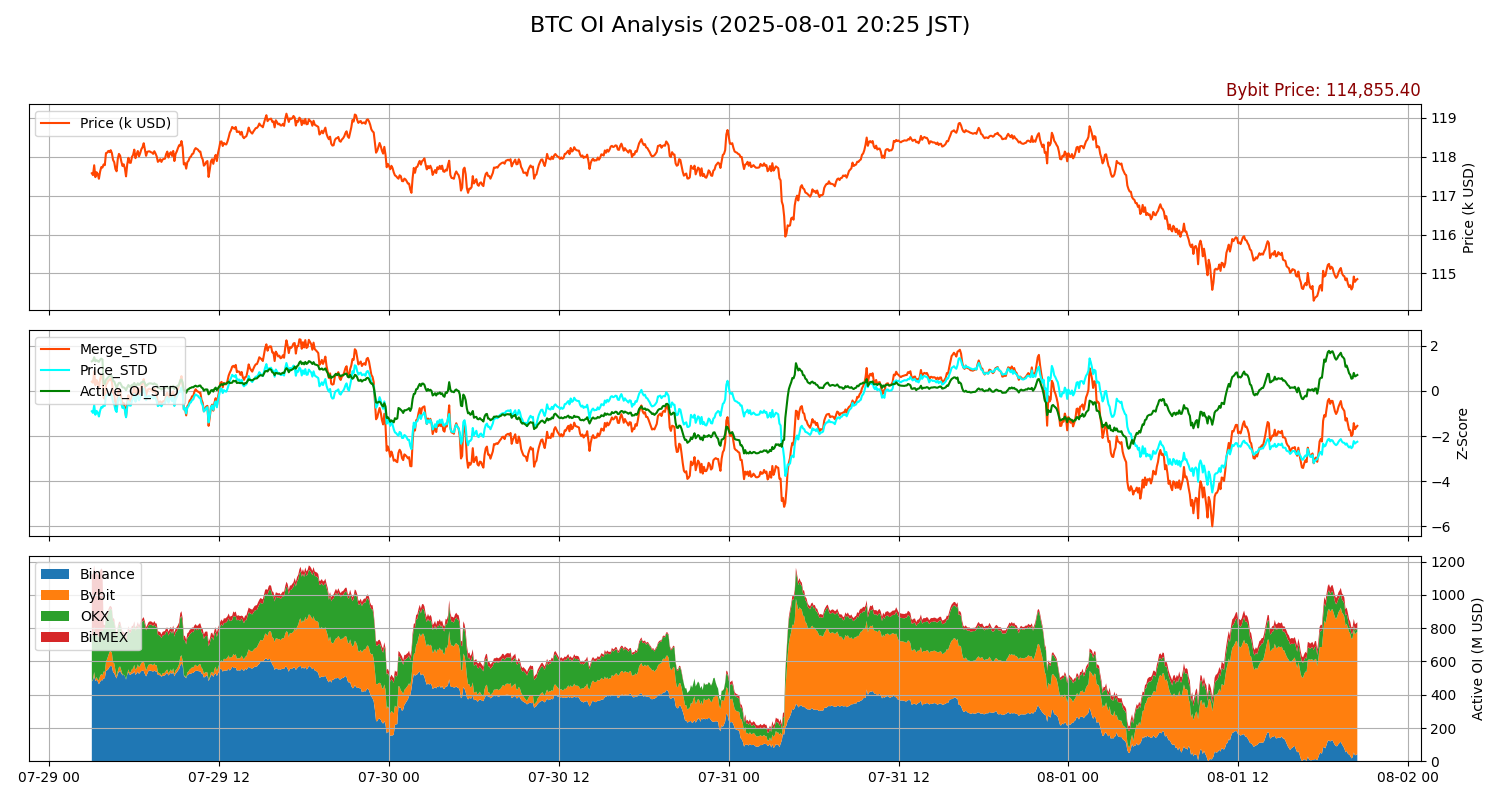 BTC OI Analysis (2025-08-01 20:25 JST)
Bybit Price: 114,855.40
Price (k USD)
119
118
117
116
115
Price (k USD)
Merge_STD
Price_STD
Active_OI_STD
2
0
−2
−4
−6
Z-Score
Binance
Bybit
OKX
BitMEX
1200
1000
800
600
400
200
0
Active OI (M USD)
07-29 00
07-29 12
07-30 00
07-30 12
07-31 00
07-31 12
08-01 00
08-01 12
08-02 00